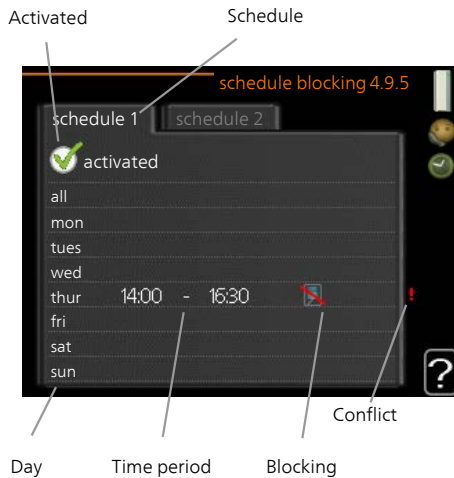 Activated
Schedule
schedule blocking 4.9.5
schedule 1
schedule 2
activated
all
mon
tues
wed
thur 14:00 - 16:30
fri
sat
sun
!
?
Conflict
Day
Time period
Blocking